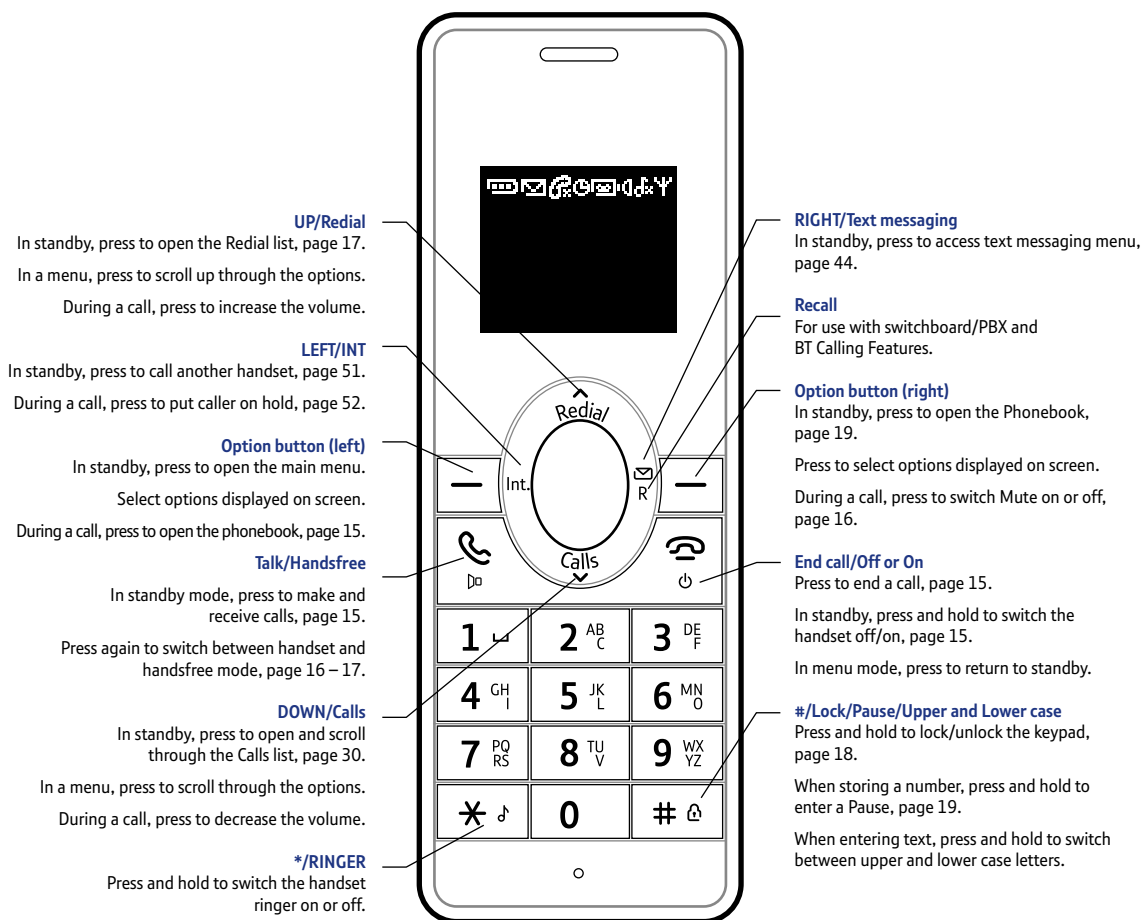 UP/Redial
In standby, press to open the Redial list, page 17.
In a menu, press to scroll up through the options.
During a call, press to increase the volume.
LEFT/INT
In standby, press to call another handset, page 51.
During a call, press to put caller on hold, page 52.
Option button (left)
In standby, press to open the main menu.
Select options displayed on screen.
During a call, press to open the phonebook, page 15.
Talk/Handsfree
In standby mode, press to make and
receive calls, page 15.
Press again to switch between handset and
handsfree mode, page 16 – 17.
DOWN/Calls
In standby, press to open and scroll
through the Calls list, page 30.
In a menu, press to scroll through the options.
During a call, press to decrease the volume.
*/RINGER
Press and hold to switch the handset
ringer on or off.
Redial
Int.
R
Calls
1
2 ABC
3 DEF
4 GHI
5 JKL
6 MNO
7 PQRS
8 TUV
9 WXYZ
*
0
#
RIGHT/Text messaging
In standby, press to access text messaging menu,
page 44.
Recall
For use with switchboard/PBX and
BT Calling Features.
Option button (right)
In standby, press to open the Phonebook,
page 19.
Press to select options displayed on screen.
During a call, press to switch Mute on or off,
page 16.
End call/Off or On
Press to end a call, page 15.
In standby, press and hold to switch the
handset off/on, page 15.
In menu mode, press to return to standby.
#/Lock/Pause/Upper and Lower case
Press and hold to lock/unlock the keypad,
page 18.
When storing a number, press and hold to
enter a Pause, page 19.
When entering text, press and hold to switch
between upper and lower case letters.